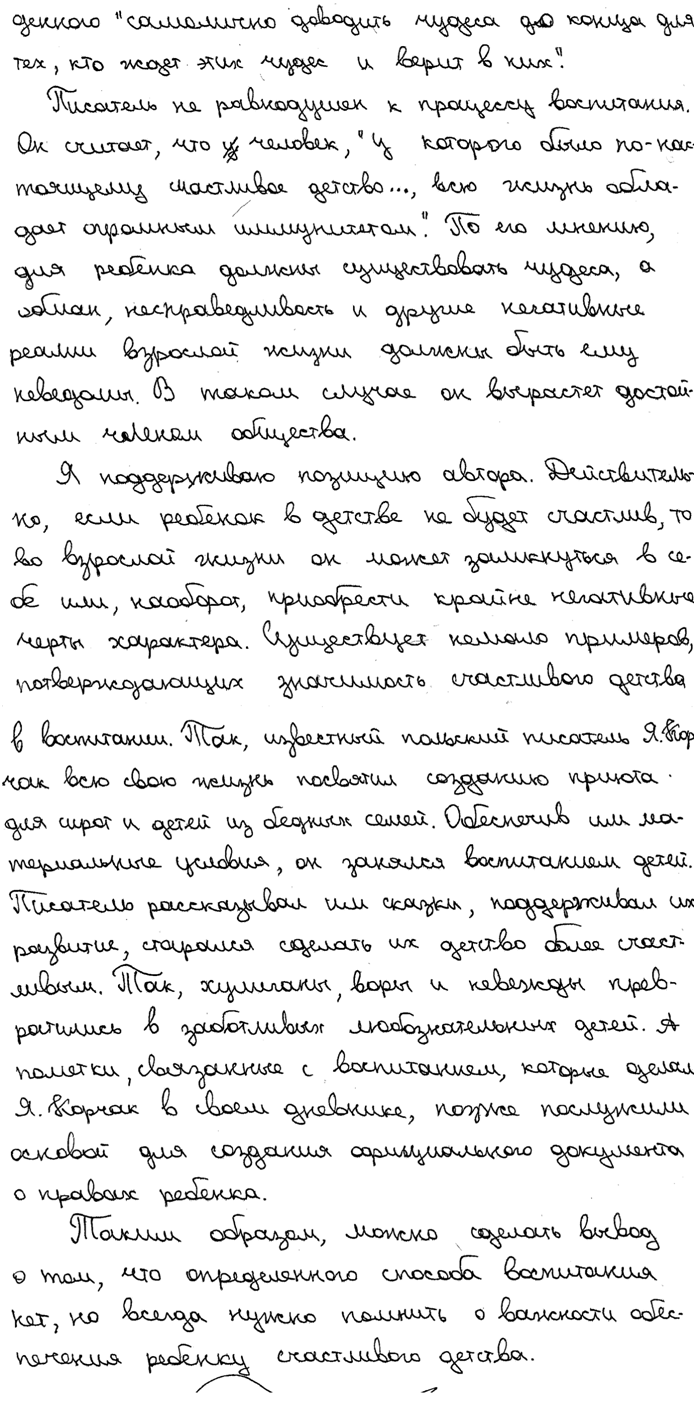 денного "самолично доводить чудеса до конца для
тех, кто ждет этих чудес и верит в них".
Писатель не равнодушен к процессу воспитания.
Он считает, что человек, "у которого было по-нас-
тоящему счастливое детство..., всю жизнь обла-
дает огромным иммунитетом". По его мнению,
для ребёнка должны существовать чудеса, а
обман, несправедливость и другие негативные
реалии взрослой жизни должны быть ему
неведомы. В таком случае он вырастет достой-
ным членом общества.
Я поддерживаю позицию автора. Действитель-
но, если ребенок в детстве не будет счастлив, то
во взрослой жизни он может замкнуться в се-
бе или, наоборот, приобрести крайне негативные
черты характера. Существует немало примеров,
потверждающих значимость счастливого детства
в воспитании. Так, известный польский писатель Я. Кор
чак всю свою жизнь посвятил созданию приюта
для сирот и детей из бедных семей. Обеспечив им ма-
териальные условия, он занялся воспитанием детей.
Писатель рассказывал им сказки, поддерживал их
развитие, старался сделать их детство более счаст-
ливым. Так, хулиганы, воры и невежды прев-
ратились в заботливых любознательных детей. А
пометки, связанные с воспитанием, которые делал
Я. Корчак в своем дневнике, позже послужили
основой для создания официального документа
о правах ребенка.
Таким образом, можно сделать вывод
о том, что определенного способа воспитания
нет, но всегда нужно помнить о важности обес-
печения ребёнку счастливого детства.